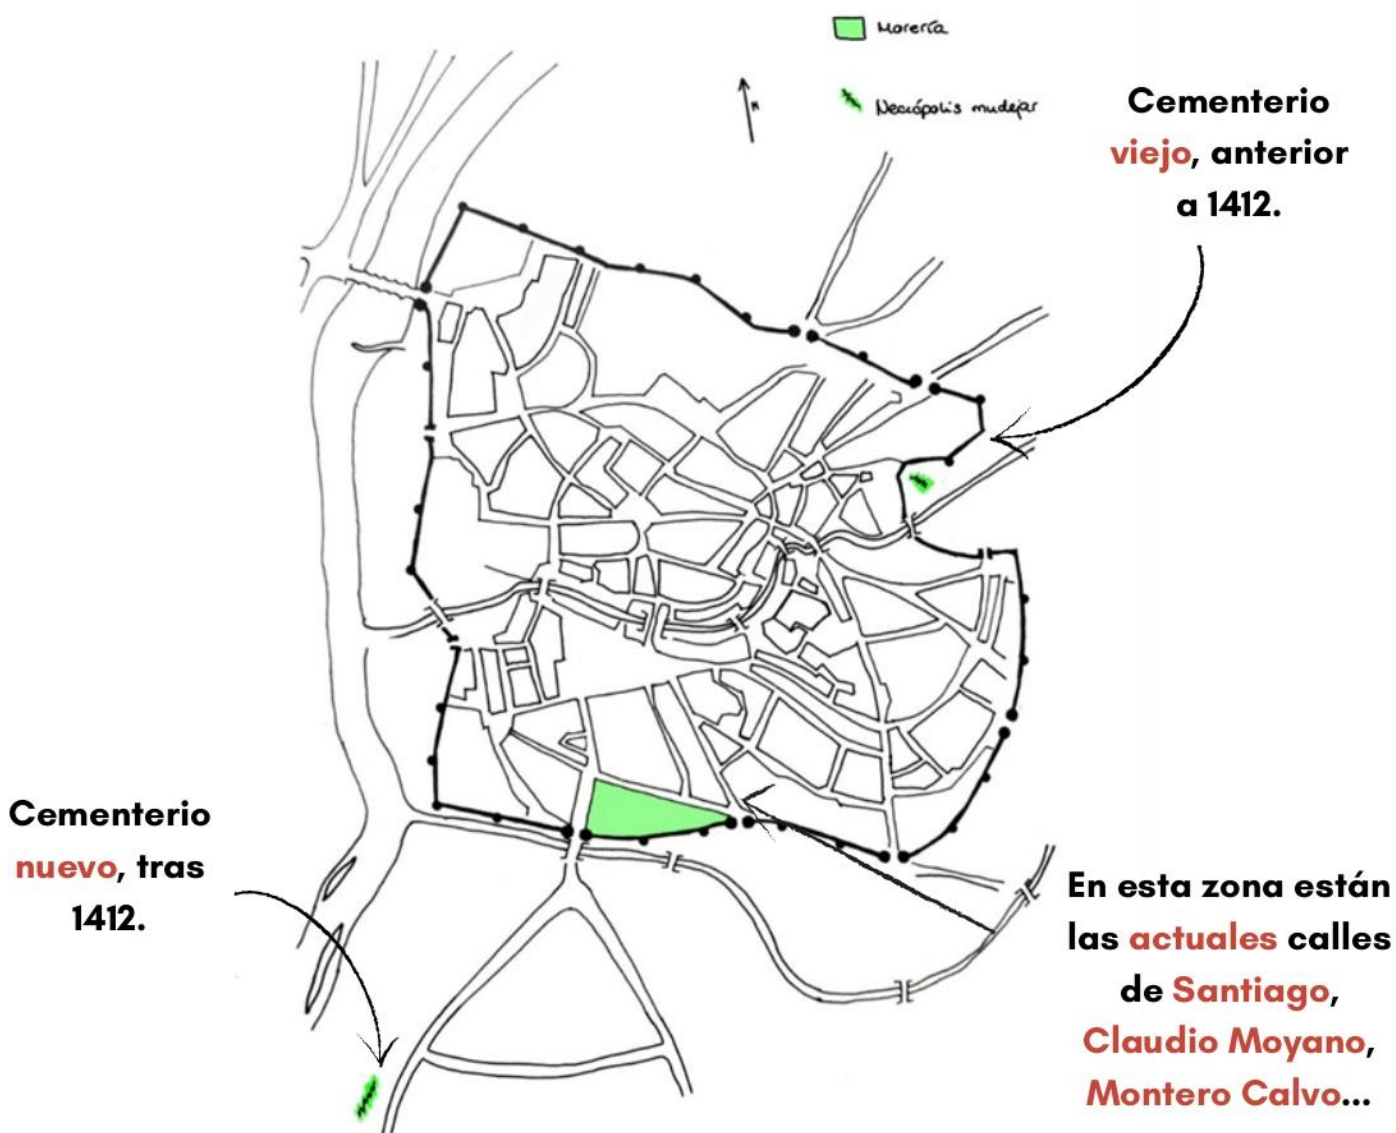 Morería
N
Necrópolis mudejar
Cementerio
viejo, anterior
a 1412.
Cementerio
nuevo, tras
1412.
En esta zona están
las actuales calles
de Santiago,
Claudio Moyano,
Montero Calvo...